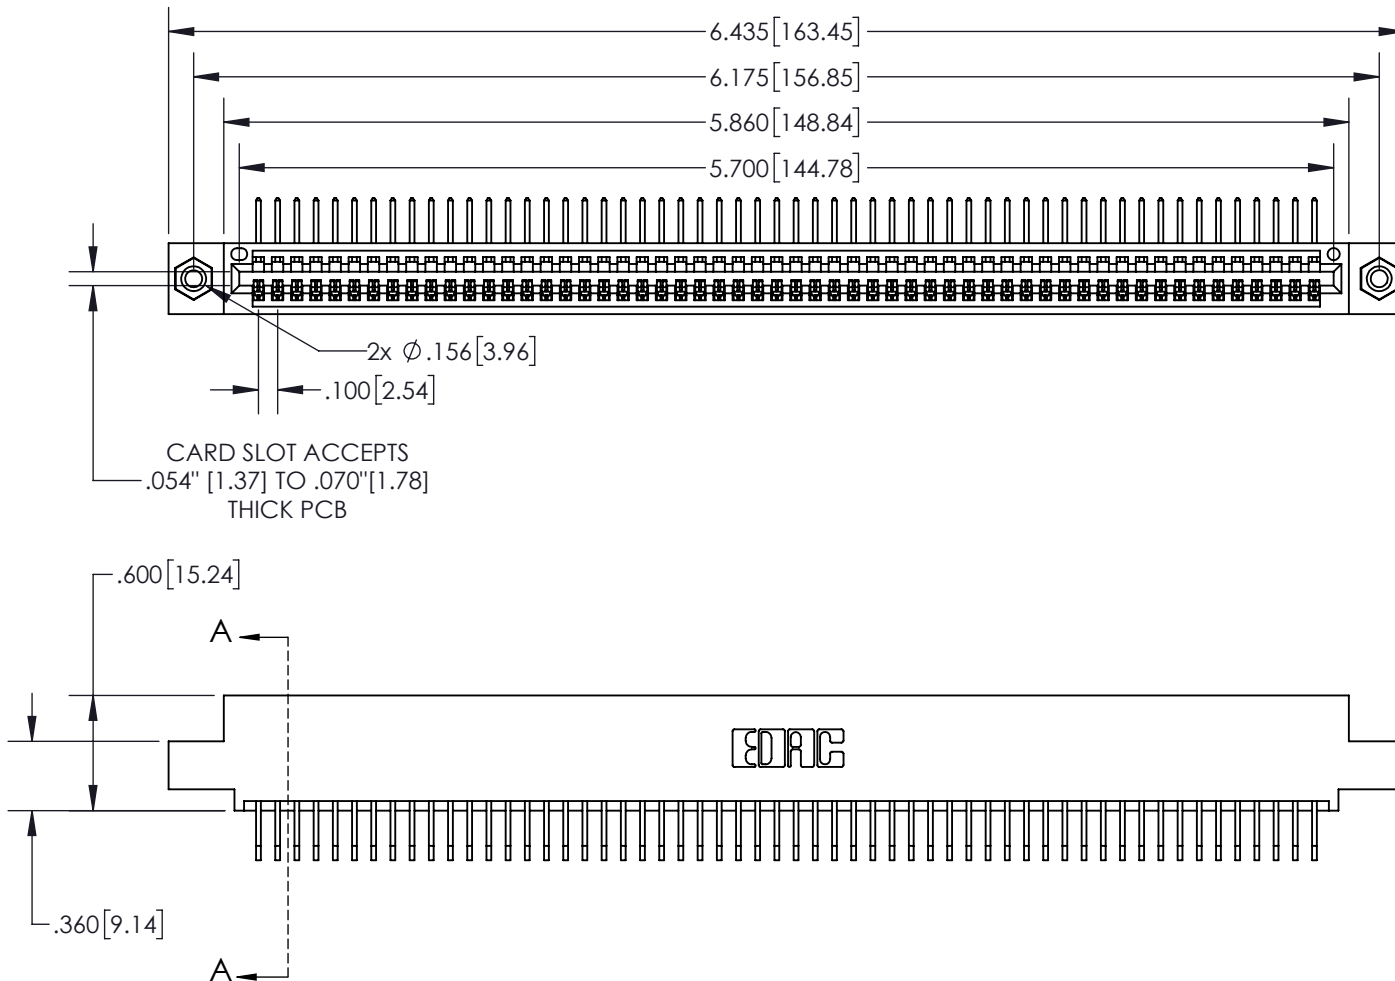 6.435[163.45]
6.175[156.85]
5.860[148.84]
5.700[144.78]
2x ∅.156[3.96]
.100[2.54]
CARD SLOT ACCEPTS
.054" [1.37] TO .070"[1.78]
THICK PCB
.600[15.24]
A
EDAC
.360[9.14]
A